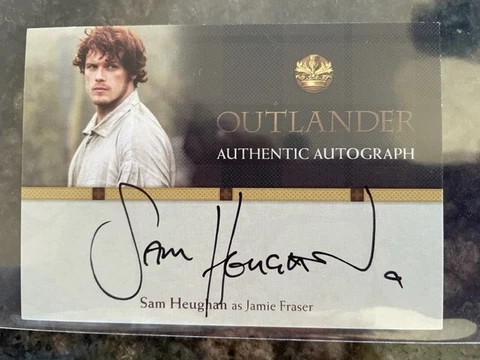 OUTLANDER
AUTHENTIC AUTOGRAPH
Sam Heughan
Sam Heughan as Jamie Fraser